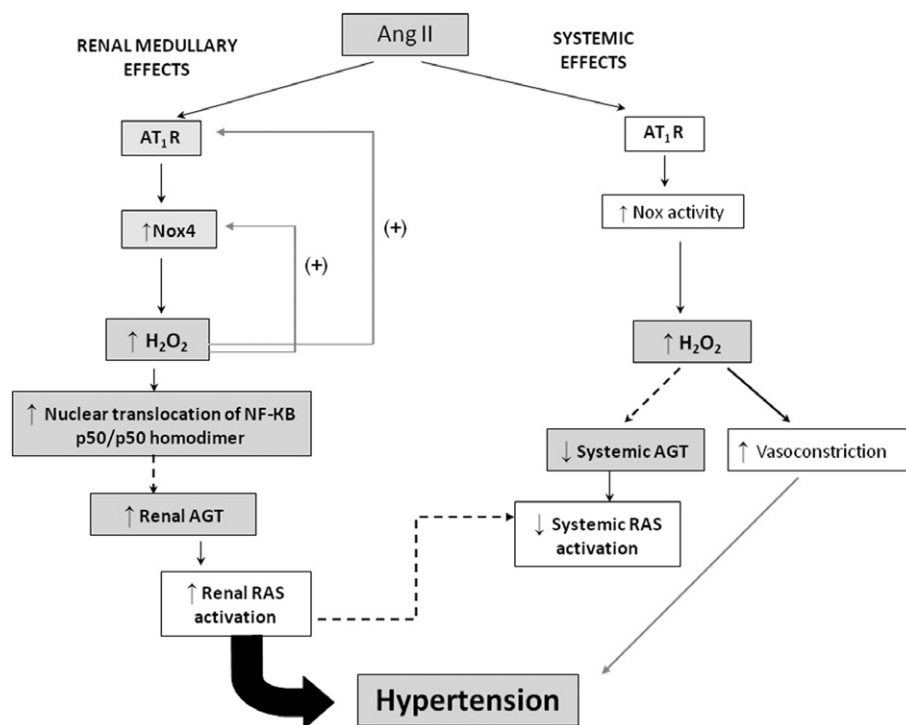 Ang II
RENAL MEDULLARY
EFFECTS
SYSTEMIC
EFFECTS
AT₁R
↑Nox4
(+)
(+)
↑ H₂O₂
↑ Nuclear translocation of NF-KB
p50/p50 homodimer
↑ Renal AGT
↑ Renal RAS
activation
AT₁R
↑ Nox activity
↑ H₂O₂
↓ Systemic AGT
↑ Vasoconstriction
↓ Systemic RAS
activation
Hypertension